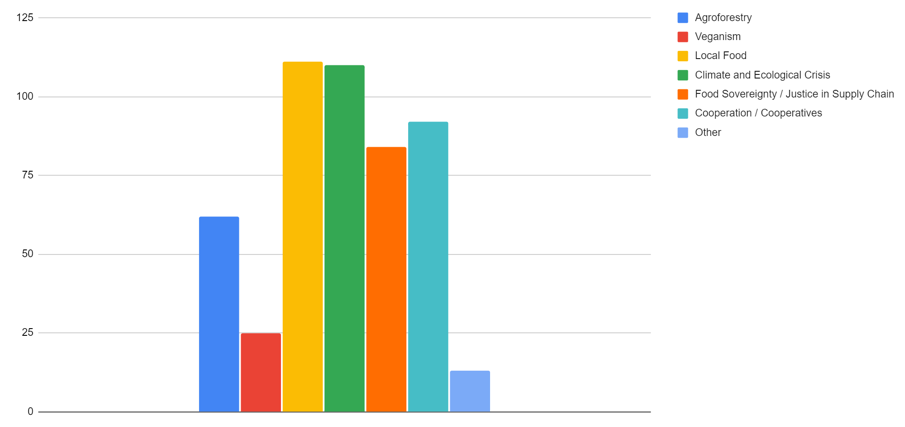 125
100
75
50
25
0
Agroforestry
Veganism
Local Food
Climate and Ecological Crisis
Food Sovereignty / Justice in Supply Chain
Cooperation / Cooperatives
Other